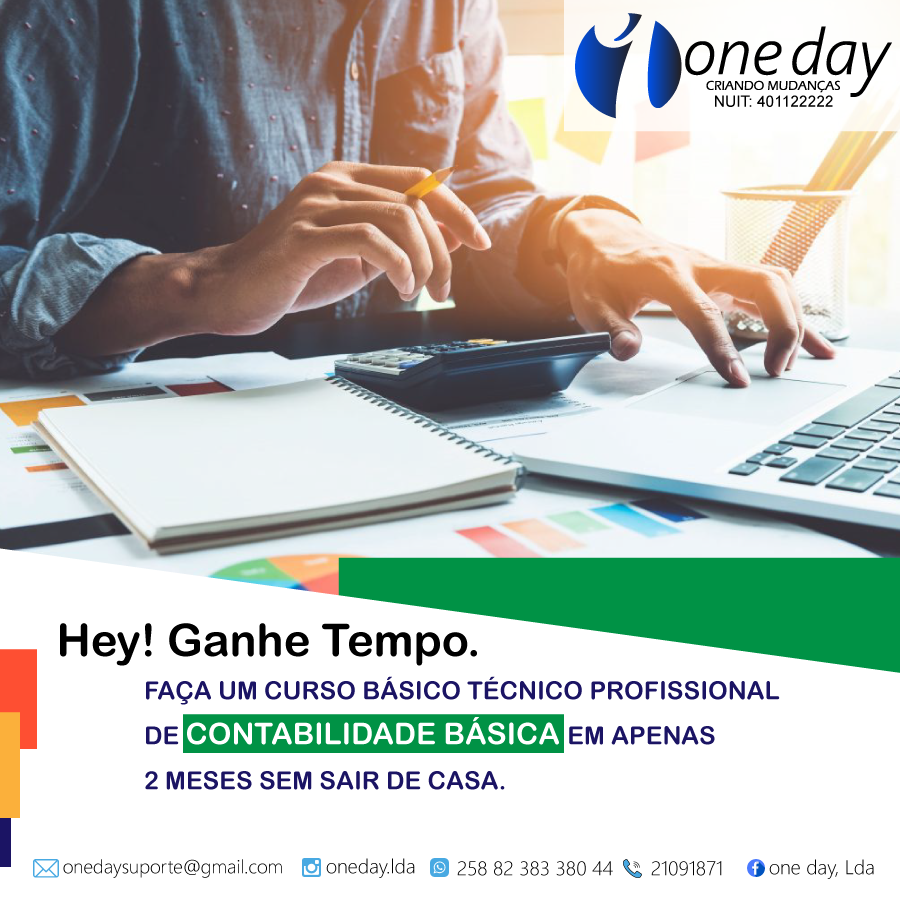 one day
CRIANDO MUDANÇAS
NUIT: 401122222
Hey! Ganhe Tempo.
FAÇA UM CURSO BÁSICO TÉCNICO PROFISSIONAL
DE CONTABILIDADE BÁSICA EM APENAS
2 MESES SEM SAIR DE CASA.
onedaysuporte@gmail.com oneday.lda 258 82 383 380 44 21091871 one day, Lda